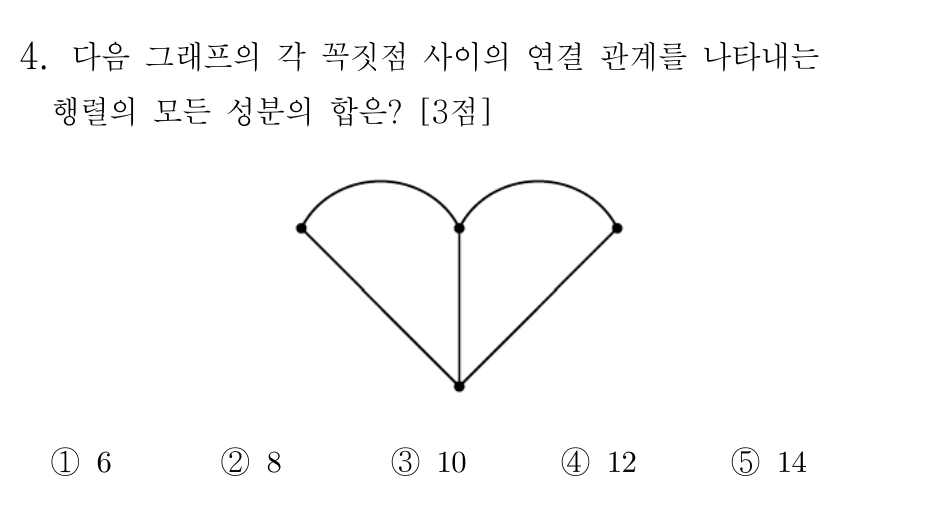 4. 다음 그래프의 각 꼭짓점 사이의 연결 관계를 나타내는
행렬의 모든 성분의 합은? [3점]
① 6 ② 8 ③ 10 ④ 12 ⑤ 14